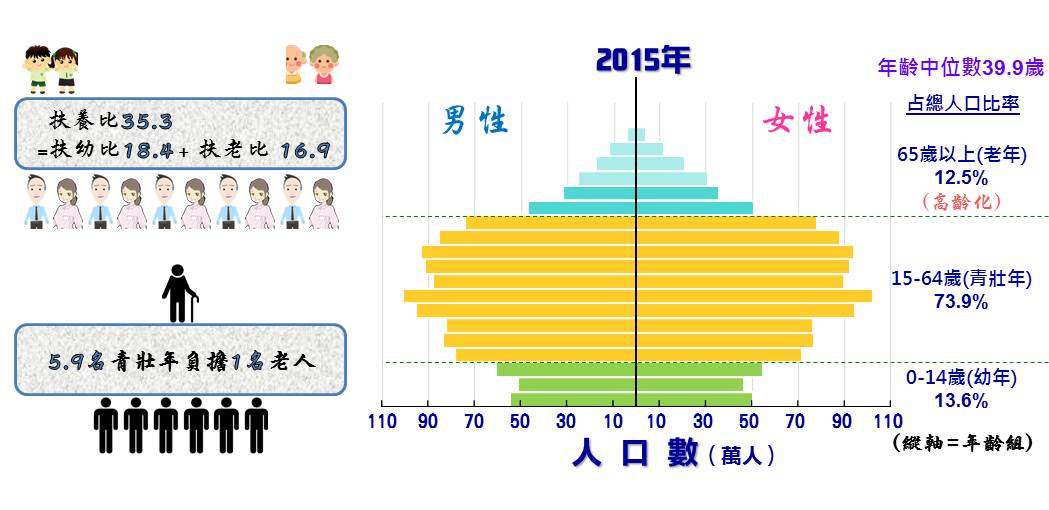 2015年
年齡中位數39.9歲
占總人口比率
男性
女性
扶養比35.3
=扶幼比18.4+ 扶老比 16.9
65歲以上(老年)
12.5%
(高齡化)
15-64歲(青壯年)
73.9%
5.9名青壯年負擔1名老人
0-14歲(幼年)
13.6%
110 90 70 50 30 10 10 30 50 70 90 110
人口數(萬人)
(縱軸=年齡組)